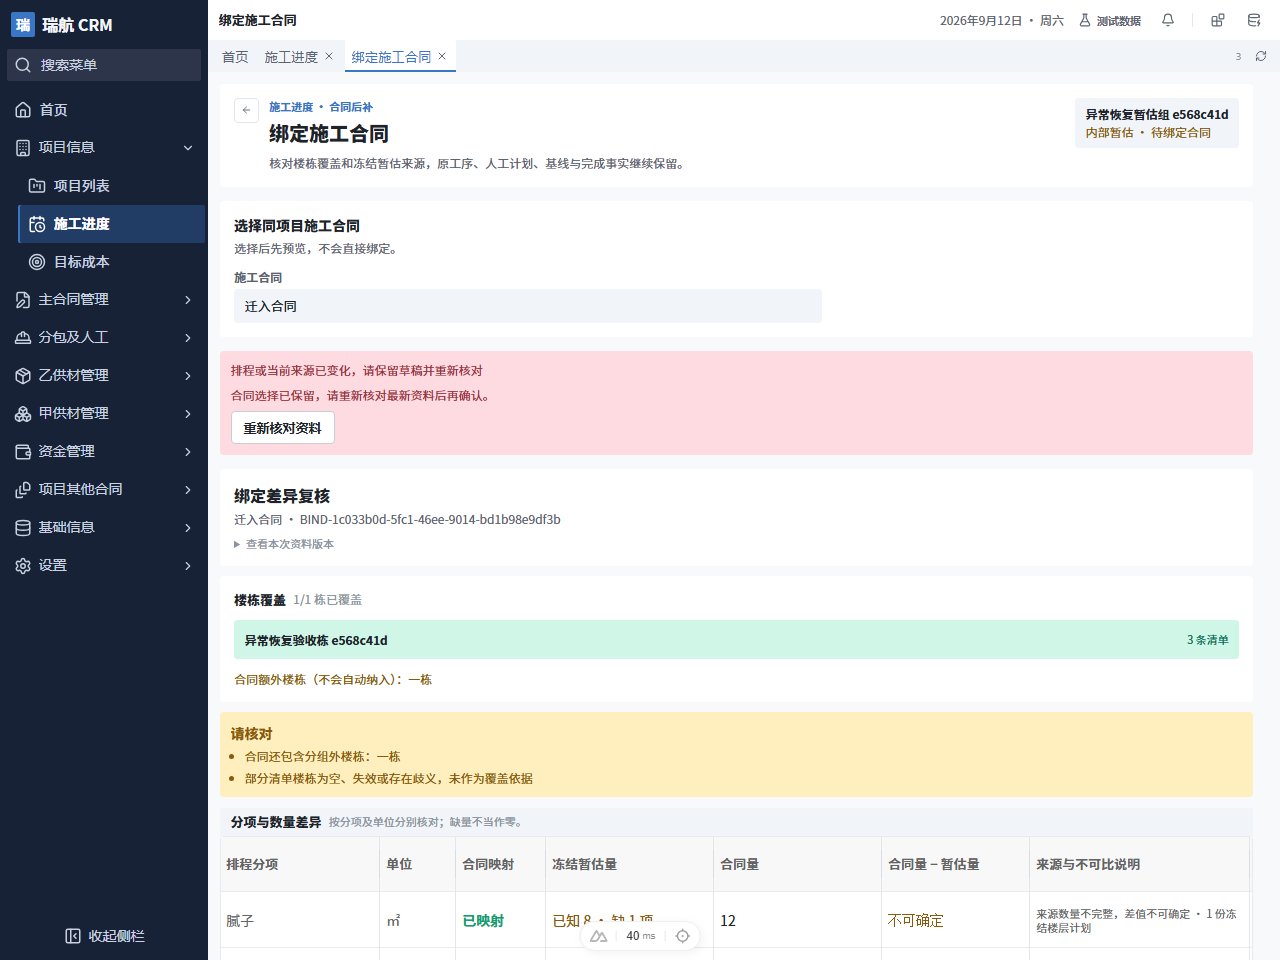 瑞 瑞航 CRM
搜索菜单
首页
项目信息
项目列表
施工进度
目标成本
主合同管理
分包及人工
乙供材管理
甲供材管理
资金管理
项目其他合同
基础信息
设置
收起侧栏
绑定施工合同
2026年9月12日 · 周六 测试数据
首页 施工进度 绑定施工合同 3
施工进度 · 合同后补
绑定施工合同
核对楼栋覆盖和冻结暂估来源，原工序、人工计划、基线与完成事实继续保留。
异常恢复暂估组 e568c41d
内部暂估 · 待绑定合同
选择同项目施工合同
选择后先预览，不会直接绑定。
施工合同
迁入合同
排程或当前来源已变化，请保留草稿并重新核对
合同选择已保留，请重新核对最新资料后再确认。
重新核对资料
绑定差异复核
迁入合同 · BIND-1c033b0d-5fc1-46ee-9014-bd1b98e9df3b
查看本次资料版本
楼栋覆盖 1/1 栋已覆盖
异常恢复验收栋 e568c41d 3 条清单
合同额外楼栋（不会自动纳入）：一栋
请核对
合同还包含分组外楼栋：一栋
部分清单楼栋为空、失效或存在歧义，未作为覆盖依据
分项与数量差异 按分项及单位分别核对；缺量不当作零。
排程分项 单位 合同映射 冻结暂估量 合同量 合同量 − 暂估量 来源与不可比说明
腻子 ㎡ 已映射 已知 8 · 缺 1 项 12 不可确定 来源数量不完整，差值不可确定 · 1 份冻
结楼层计划
40 ms